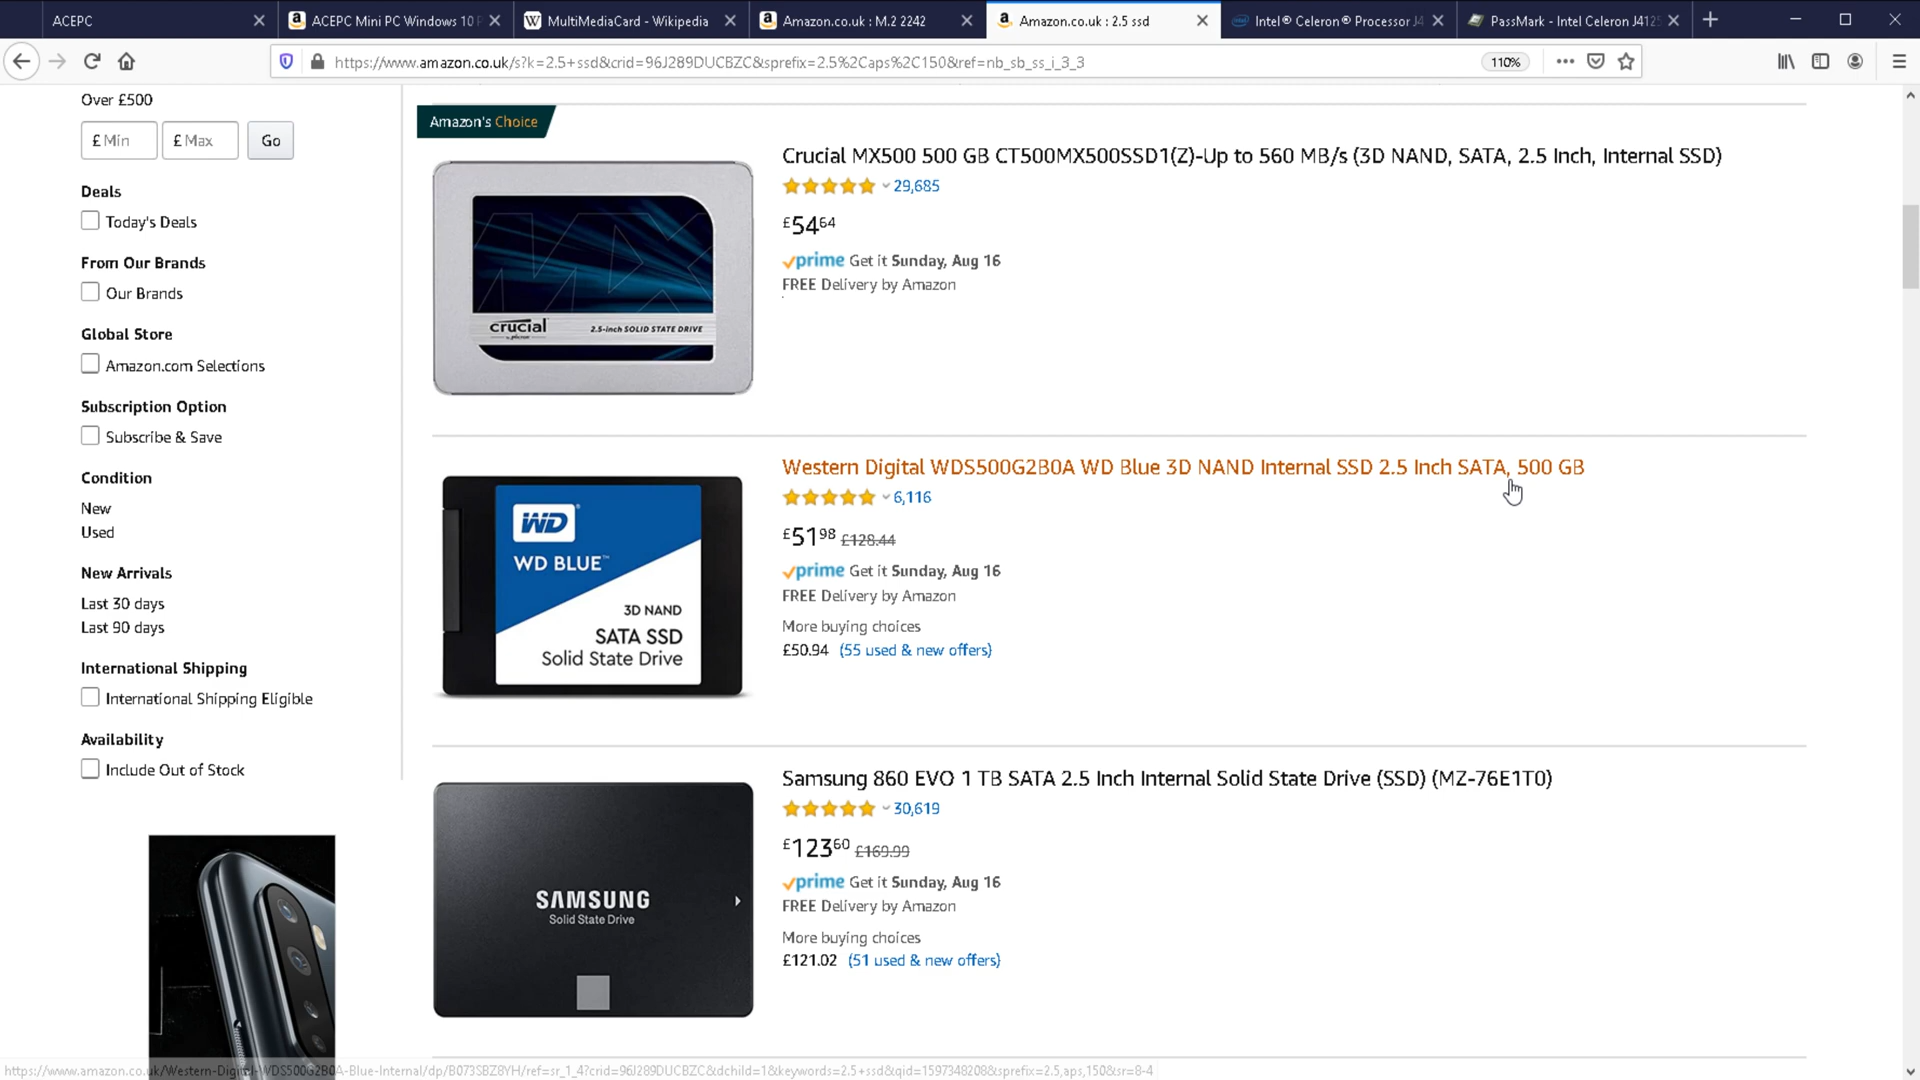 ACEPC
ACEPC Mini PC Windows 10 P
MultiMediaCard - Wikipedia
Amazon.co.uk : M.2 2242
Amazon.co.uk : 2.5 ssd
Intel® Celeron® Processor J4
PassMark - Intel Celeron J4125
https://www.amazon.co.uk/s?k=2.5+ssd&crid=96J289DUCBZC&sprefix=2.5%2Caps%2C150&ref=nb_sb_ss_i_3_3
110%
Over £500
£ Min
£ Max
Go
Deals
Today's Deals
From Our Brands
Our Brands
Global Store
Amazon.com Selections
Subscription Option
Subscribe & Save
Condition
New
Used
New Arrivals
Last 30 days
Last 90 days
International Shipping
International Shipping Eligible
Availability
Include Out of Stock
Amazon's Choice
crucial
by Micron
2.5-inch SOLID STATE DRIVE
Crucial MX500 500 GB CT500MX500SSD1(Z)-Up to 560 MB/s (3D NAND, SATA, 2.5 Inch, Internal SSD)
29,685
£54 64
prime Get it Sunday, Aug 16
FREE Delivery by Amazon
WD
WD BLUE™
3D NAND
SATA SSD
Solid State Drive
Western Digital WDS500G2B0A WD Blue 3D NAND Internal SSD 2.5 Inch SATA, 500 GB
6,116
£51 98 £128.44
prime Get it Sunday, Aug 16
FREE Delivery by Amazon
More buying choices
£50.94 (55 used & new offers)
SAMSUNG
Solid State Drive
Samsung 860 EVO 1 TB SATA 2.5 Inch Internal Solid State Drive (SSD) (MZ-76E1T0)
30,619
£123 60 £169.99
prime Get it Sunday, Aug 16
FREE Delivery by Amazon
More buying choices
£121.02 (51 used & new offers)
https://www.amazon.co.uk/Western-Digital-WDS500G2B0A-Blue-Internal/dp/B073SBZ8YH/ref=sr_1_4?crid=96J289DUCBZC&dchild=1&keywords=2.5+ssd&qid=1597348208&sprefix=2.5,aps,150&sr=8-4